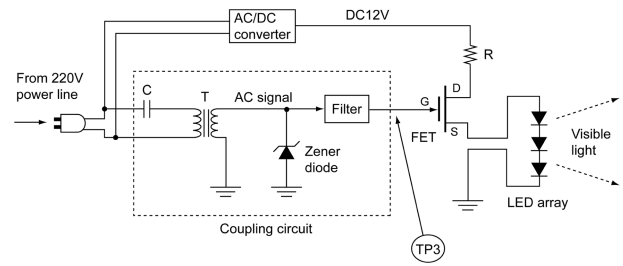 AC/DC
converter
DC12V
R
From 220V
power line
C
T
AC signal
Filter
Zener
diode
G
D
S
FET
Visible
light
LED array
Coupling circuit
TP3